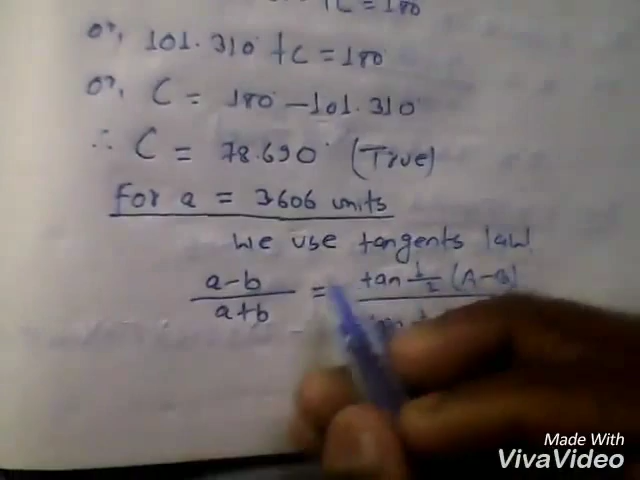 +C = 180
or, 101.310° + C = 180
or, C = 180° - 101.310°
∴ C = 78.690° (True)
For a = 3606 units
we use tangents law
a-b / a+b = tan 1/2 (A-B)
Made With
VivaVideo